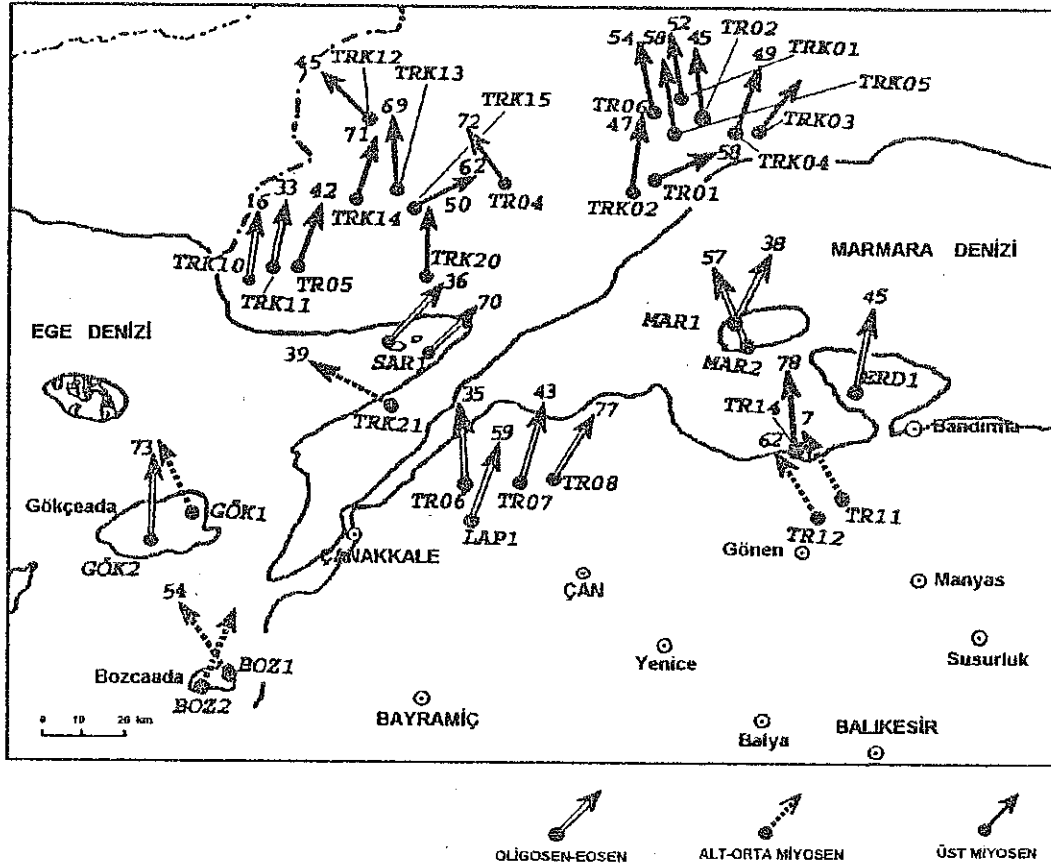 52
TR02
TRK12
54
58
45
TRK01
45
TRK13
49
TRK05
69
TRK15
TR06
71
72
47
TRK03
62
58
TRK04
33
42
50
TR04
TR01
16
TRK14
TRK02
TRK10
TRK20
57
38
MARMARA DENİZİ
TRK11
TR05
36
70
45
EGE DENİZİ
MAR1
39
SAR1
MAR2
78
ERD1
35
43
77
TR14
7
TRK21
62
Bandırma
73
59
Gökçeada
GÖK1
TR06
TR07
TR08
TR11
LAP1
TR12
ÇANAKKALE
Gönen
GÖK2
ÇAN
Manyas
54
Yenice
Susurluk
Bozcaada
BOZ1
BOZ2
BAYRAMİÇ
0 10 20 km.
Balya
BALIKESİR
OLİGOSEN-EOSEN
ALT-ORTA MİYOSEN
ÜST MİYOSEN